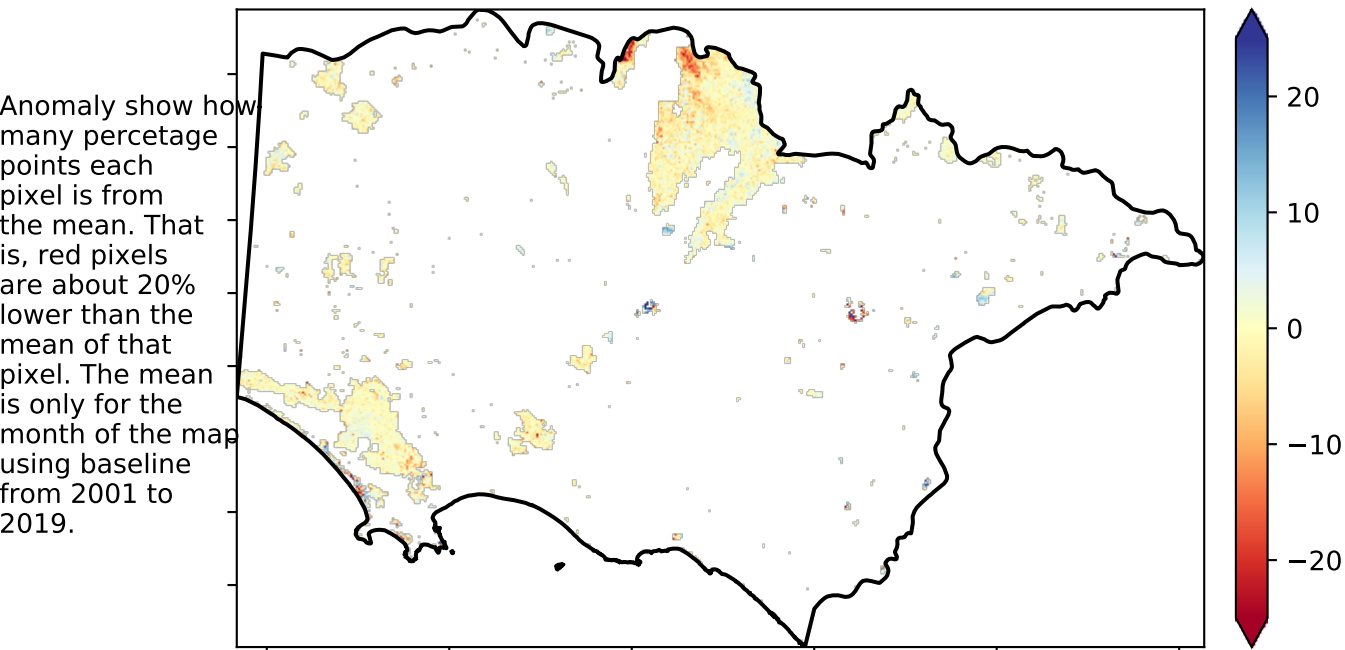 Anomaly show how
many percetage
points each
pixel is from
the mean. That
is, red pixels
are about 20%
lower than the
mean of that
pixel. The mean
is only for the
month of the map
using baseline
from 2001 to
2019.
20
10
0
−10
−20